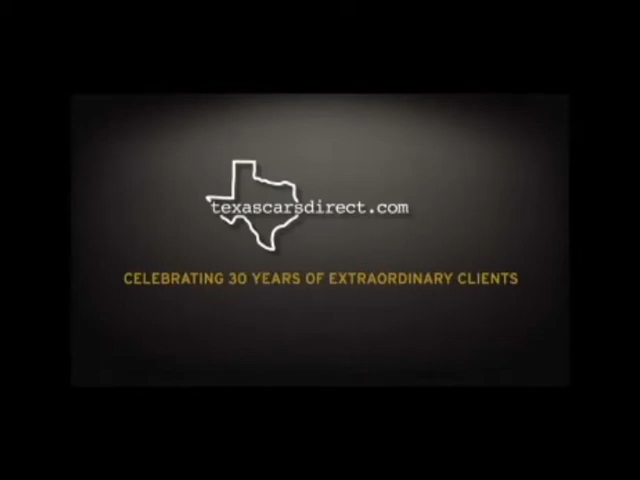 texascarsdirect.com
CELEBRATING 30 YEARS OF EXTRAORDINARY CLIENTS